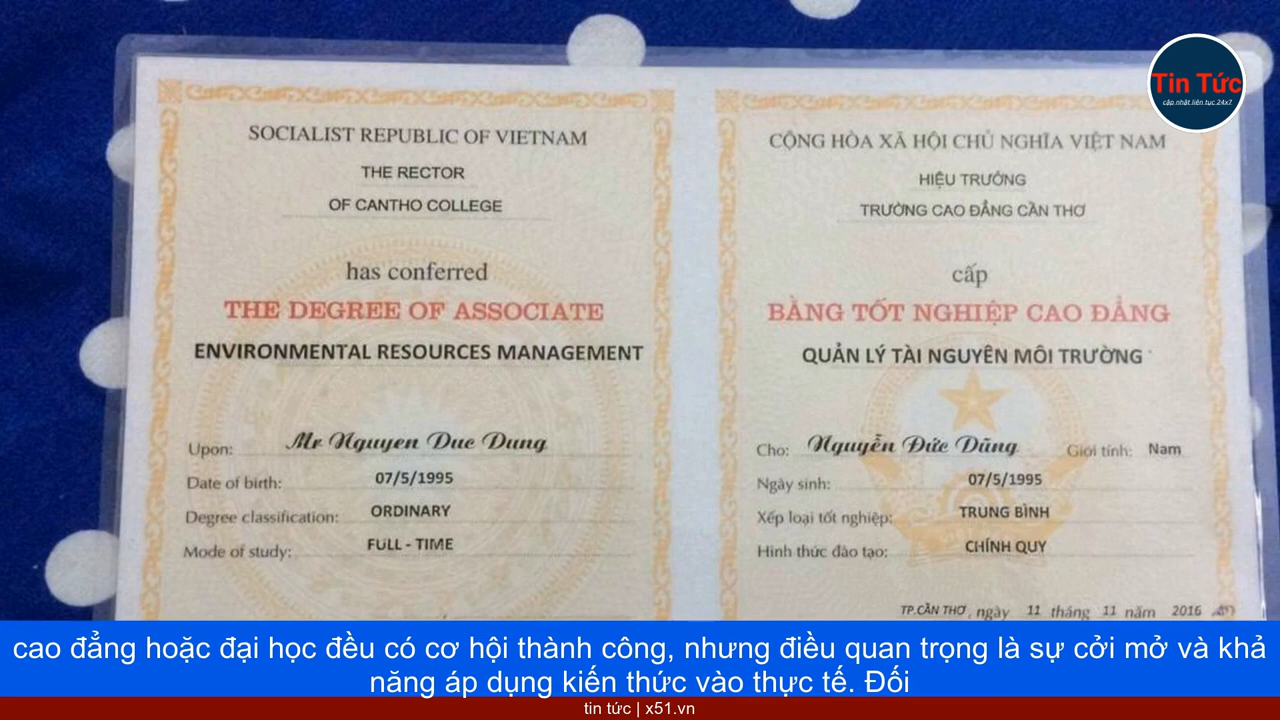 Tin Tức
cập.nhật.liên.tục.24x7
SOCIALIST REPUBLIC OF VIETNAM
THE RECTOR
OF CANTHO COLLEGE
has conferred
THE DEGREE OF ASSOCIATE
ENVIRONMENTAL RESOURCES MANAGEMENT
Upon: Mr Nguyen Duc Dung
Date of birth: 07/5/1995
Degree classification: ORDINARY
Mode of study: FULL - TIME
CỘNG HÒA XÃ HỘI CHỦ NGHĨA VIỆT NAM
HIỆU TRƯỞNG
TRƯỜNG CAO ĐẲNG CẦN THƠ
cấp
BẰNG TỐT NGHIỆP CAO ĐẲNG
QUẢN LÝ TÀI NGUYÊN MÔI TRƯỜNG
Cho: Nguyễn Đức Dũng Giới tính: Nam
Ngày sinh: 07/5/1995
Xếp loại tốt nghiệp: TRUNG BÌNH
Hình thức đào tạo: CHÍNH QUY
TP.CẦN THƠ, ngày 11 tháng 11 năm 2016
cao đẳng hoặc đại học đều có cơ hội thành công, nhưng điều quan trọng là sự cởi mở và khả
năng áp dụng kiến thức vào thực tế. Đối
tin tức | x51.vn